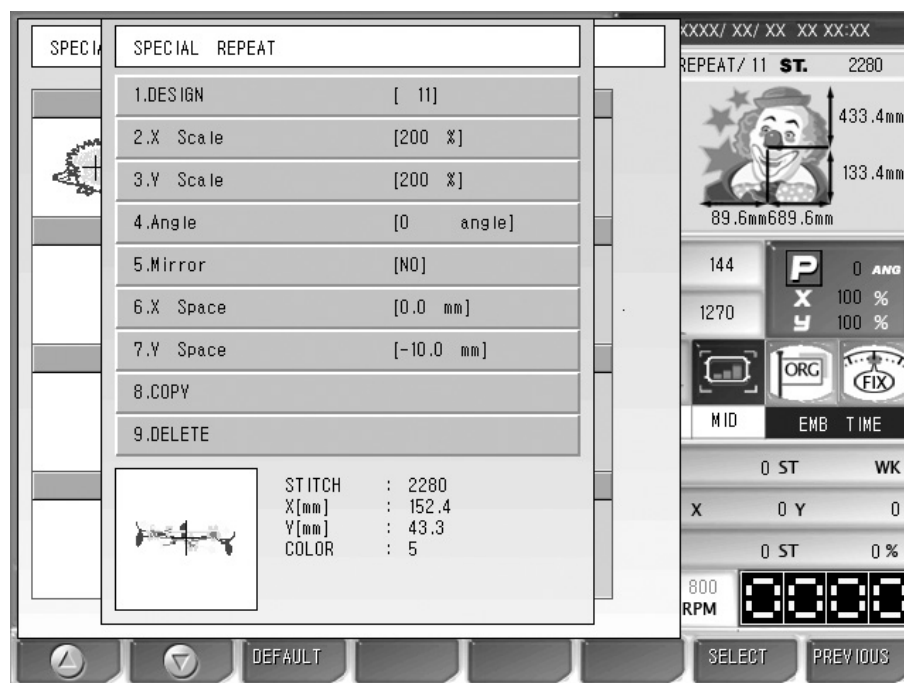 SPECIA
SPECIAL REPEAT
1.DESIGN [ 11]
2.X Scale [200 %]
3.Y Scale [200 %]
4.Angle [0 angle]
5.Mirror [NO]
6.X Space [0.0 mm]
7.Y Space [-10.0 mm]
8.COPY
9.DELETE
STITCH : 2280
X[mm] : 152.4
Y[mm] : 43.3
COLOR : 5
XXXX/ XX/ XX XX XX:XX
REPEAT/ 11 ST. 2280
433.4mm
133.4mm
89.6mm689.6mm
144
P 0 ANG
X 100 %
1270
Y 100 %
ORG
FIX
MID EMB TIME
0 ST WK
X 0 Y 0
0 ST 0 %
800
RPM
0000
DEFAULT SELECT PREVIOUS